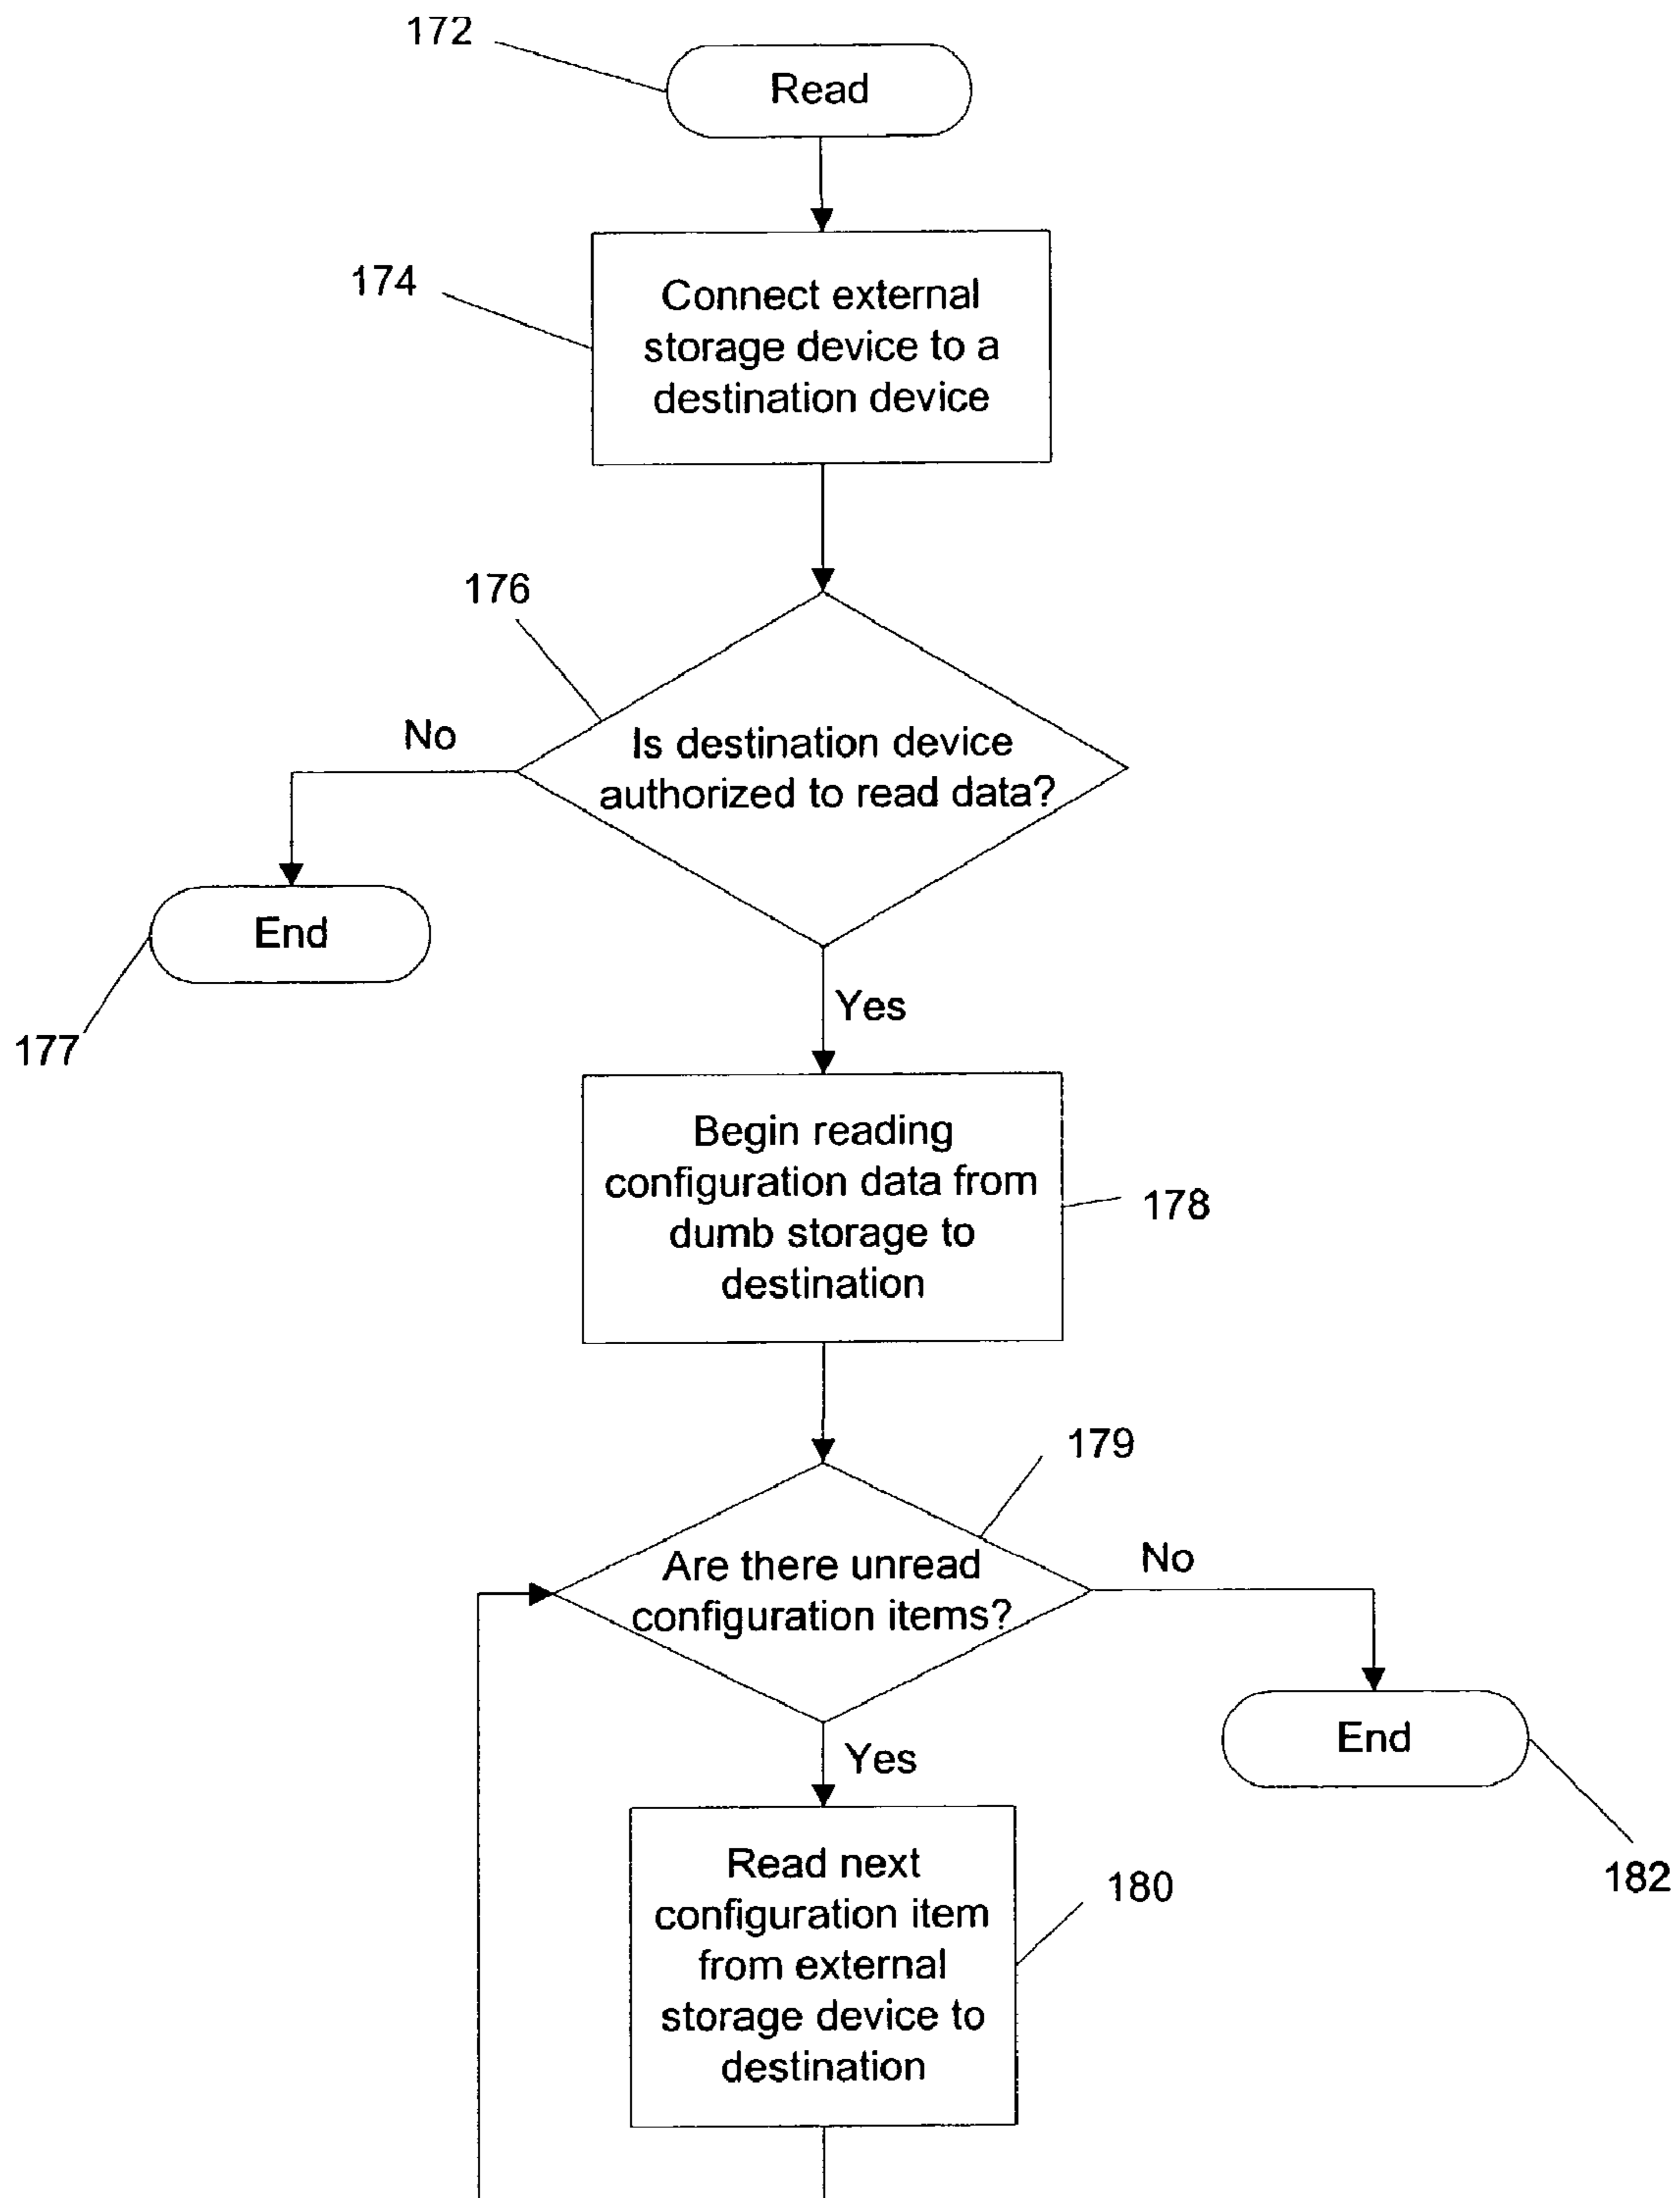 172
Read
174
Connect external
storage device to a
destination device
176
No
Is destination device
authorized to read data?
End
177
Yes
Begin reading
configuration data from
dumb storage to
destination
178
179
Are there unread
configuration items?
No
End
182
Yes
Read next
configuration item
from external
storage device to
destination
180